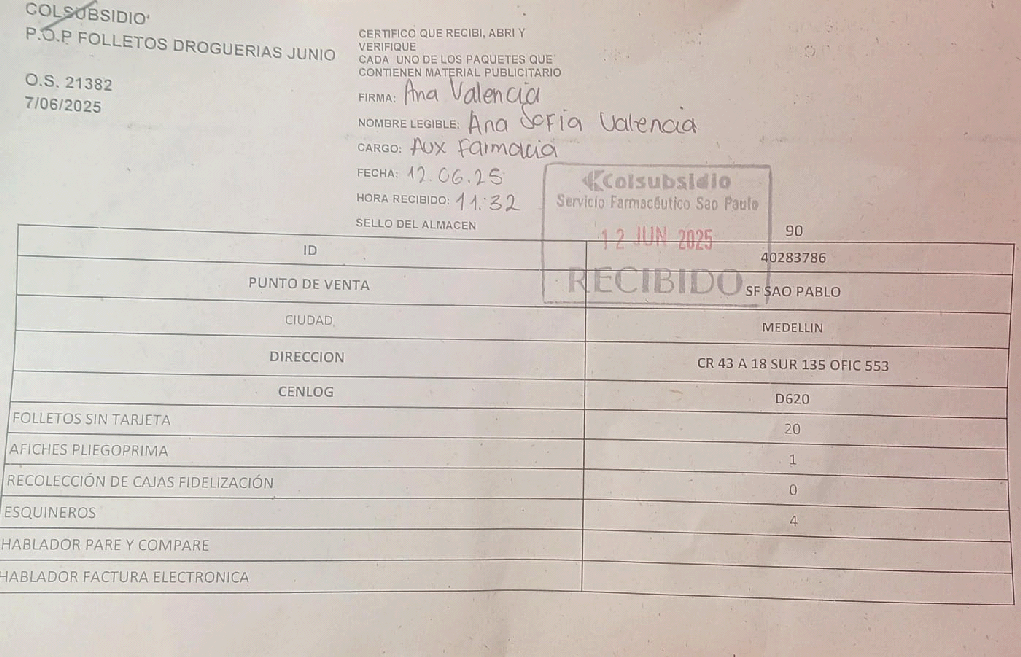 COLSUBSIDIO
P.O.P FOLLETOS DROGUERIAS JUNIO
O.S. 21382
7/06/2025
CERTIFICO QUE RECIBI, ABRI Y
VERIFIQUE
CADA UNO DE LOS PAQUETES QUE
CONTIENEN MATERIAL PUBLICITARIO
FIRMA: Ana Valencia
NOMBRE LEGIBLE: Ana Sofia Valencia
CARGO: Aux Farmacia
FECHA: 12.06.25
HORA RECIBIDO: 11:32
SELLO DEL ALMACEN
Colsubsidio
Servicio Farmacéutico Sao Paulo
12 JUN 2025
RECIBIDO
90
ID 40283786
PUNTO DE VENTA SF SAO PABLO
CIUDAD MEDELLIN
DIRECCION CR 43 A 18 SUR 135 OFIC 553
CENLOG D620
FOLLETOS SIN TARJETA 20
AFICHES PLIEGOPRIMA 1
RECOLECCIÓN DE CAJAS FIDELIZACIÓN 0
ESQUINEROS 4
HABLADOR PARE Y COMPARE
HABLADOR FACTURA ELECTRONICA